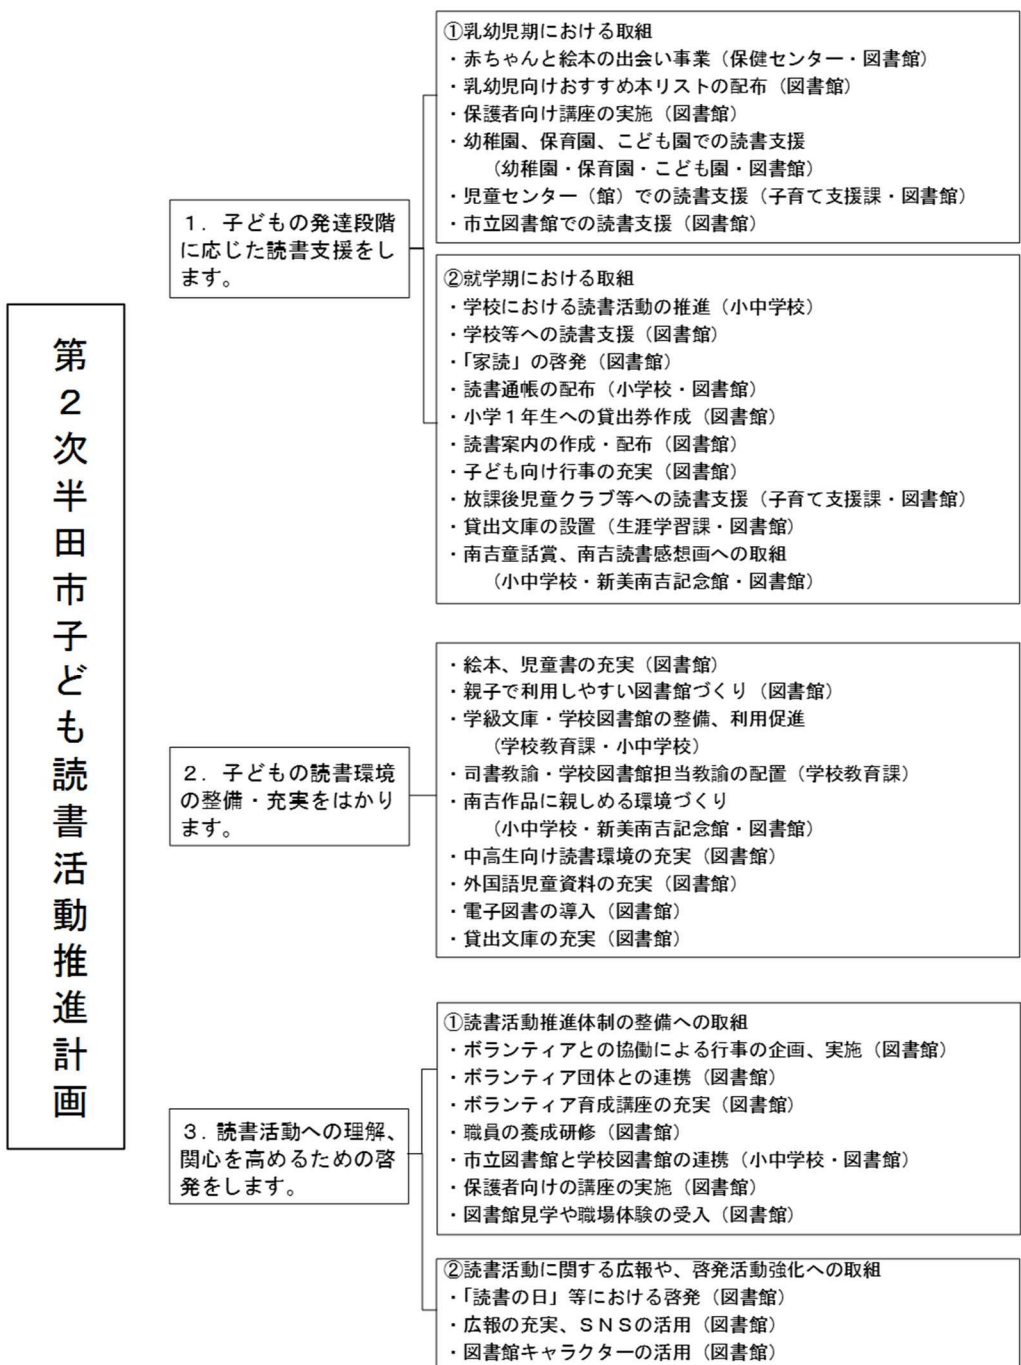 第２次半田市子ども読書活動推進計画
１．子どもの発達段階
に応じた読書支援をし
ます。
①乳幼児期における取組
・赤ちゃんと絵本の出会い事業（保健センター・図書館）
・乳幼児向けおすすめ本リストの配布（図書館）
・保護者向け講座の実施（図書館）
・幼稚園、保育園、こども園での読書支援
（幼稚園・保育園・こども園・図書館）
・児童センター（館）での読書支援（子育て支援課・図書館）
・市立図書館での読書支援（図書館）
②就学期における取組
・学校における読書活動の推進（小中学校）
・学校等への読書支援（図書館）
・「家読」の啓発（図書館）
・読書通帳の配布（小学校・図書館）
・小学１年生への貸出券作成（図書館）
・読書案内の作成・配布（図書館）
・子ども向け行事の充実（図書館）
・放課後児童クラブ等への読書支援（子育て支援課・図書館）
・貸出文庫の設置（生涯学習課・図書館）
・南吉童話賞、南吉読書感想画への取組
（小中学校・新美南吉記念館・図書館）
２．子どもの読書環境
の整備・充実をはかり
ます。
・絵本、児童書の充実（図書館）
・親子で利用しやすい図書館づくり（図書館）
・学級文庫・学校図書館の整備、利用促進
（学校教育課・小中学校）
・司書教諭・学校図書館担当教諭の配置（学校教育課）
・南吉作品に親しめる環境づくり
（小中学校・新美南吉記念館・図書館）
・中高生向け読書環境の充実（図書館）
・外国語児童資料の充実（図書館）
・電子図書の導入（図書館）
・貸出文庫の充実（図書館）
３．読書活動への理解、
関心を高めるための啓
発をします。
①読書活動推進体制の整備への取組
・ボランティアとの協働による行事の企画、実施（図書館）
・ボランティア団体との連携（図書館）
・ボランティア育成講座の充実（図書館）
・職員の養成研修（図書館）
・市立図書館と学校図書館の連携（小中学校・図書館）
・保護者向けの講座の実施（図書館）
・図書館見学や職場体験の受入（図書館）
②読書活動に関する広報や、啓発活動強化への取組
・「読書の日」等における啓発（図書館）
・広報の充実、ＳＮＳの活用（図書館）
・図書館キャラクターの活用（図書館）